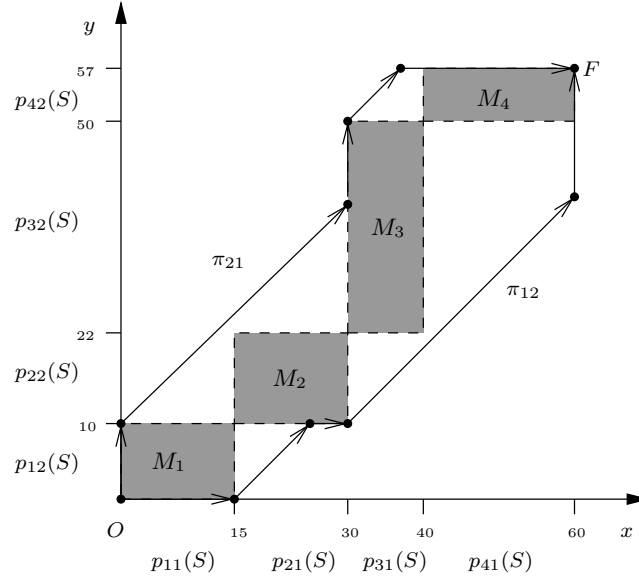 y
57
F
p₄₂(S)
M₄
50
p₃₂(S)
M₃
π₂₁
π₁₂
22
p₂₂(S)
M₂
10
p₁₂(S)
M₁
O 15 30 40 60 x
p₁₁(S) p₂₁(S) p₃₁(S) p₄₁(S)